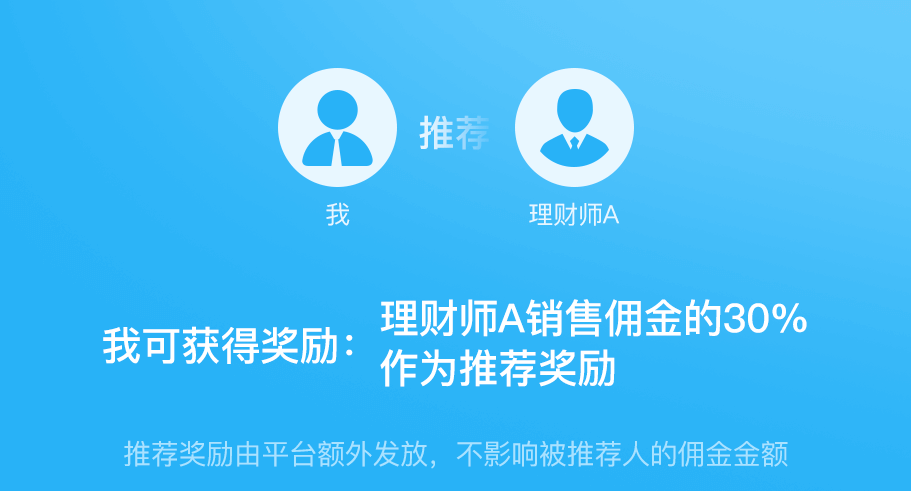 推荐
我
理财师A
我可获得奖励：
理财师A销售佣金的30%
作为推荐奖励
推荐奖励由平台额外发放，不影响被推荐人的佣金金额